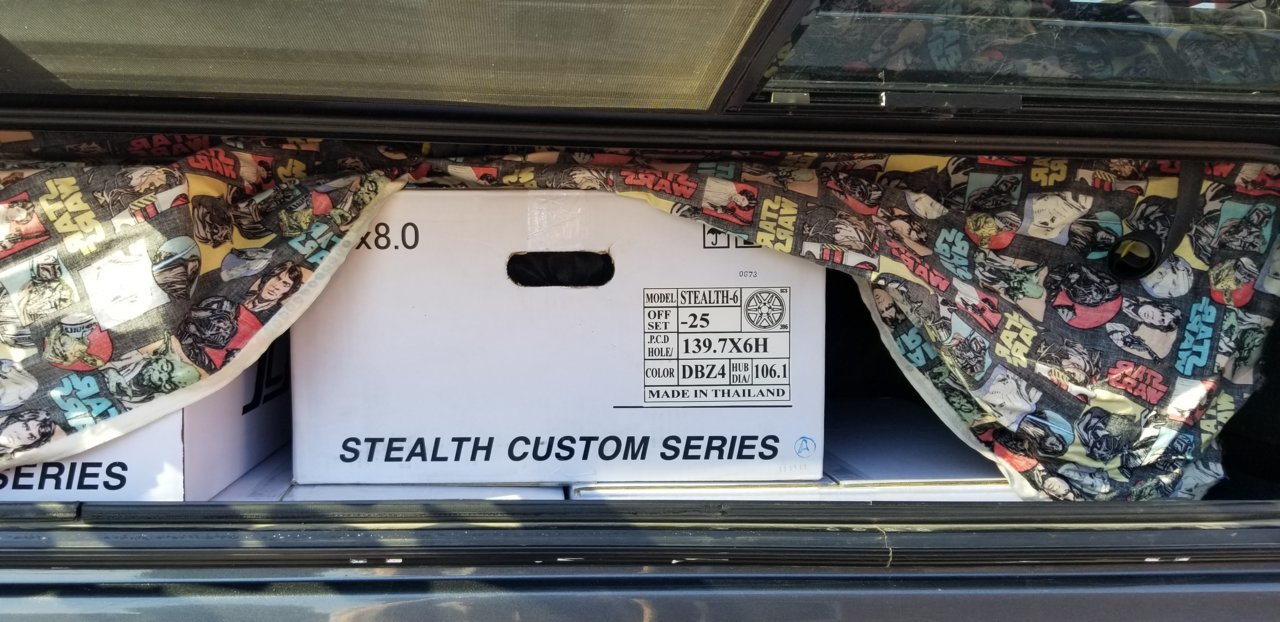 x8.0
0673
MODEL STEALTH-6
OFF SET -25
.P.C.D HOLE/ 139.7X6H
COLOR DBZ4 HUB DIA/ 106.1
MADE IN THAILAND
STEALTH CUSTOM SERIES A
SERIES
STAR WARS